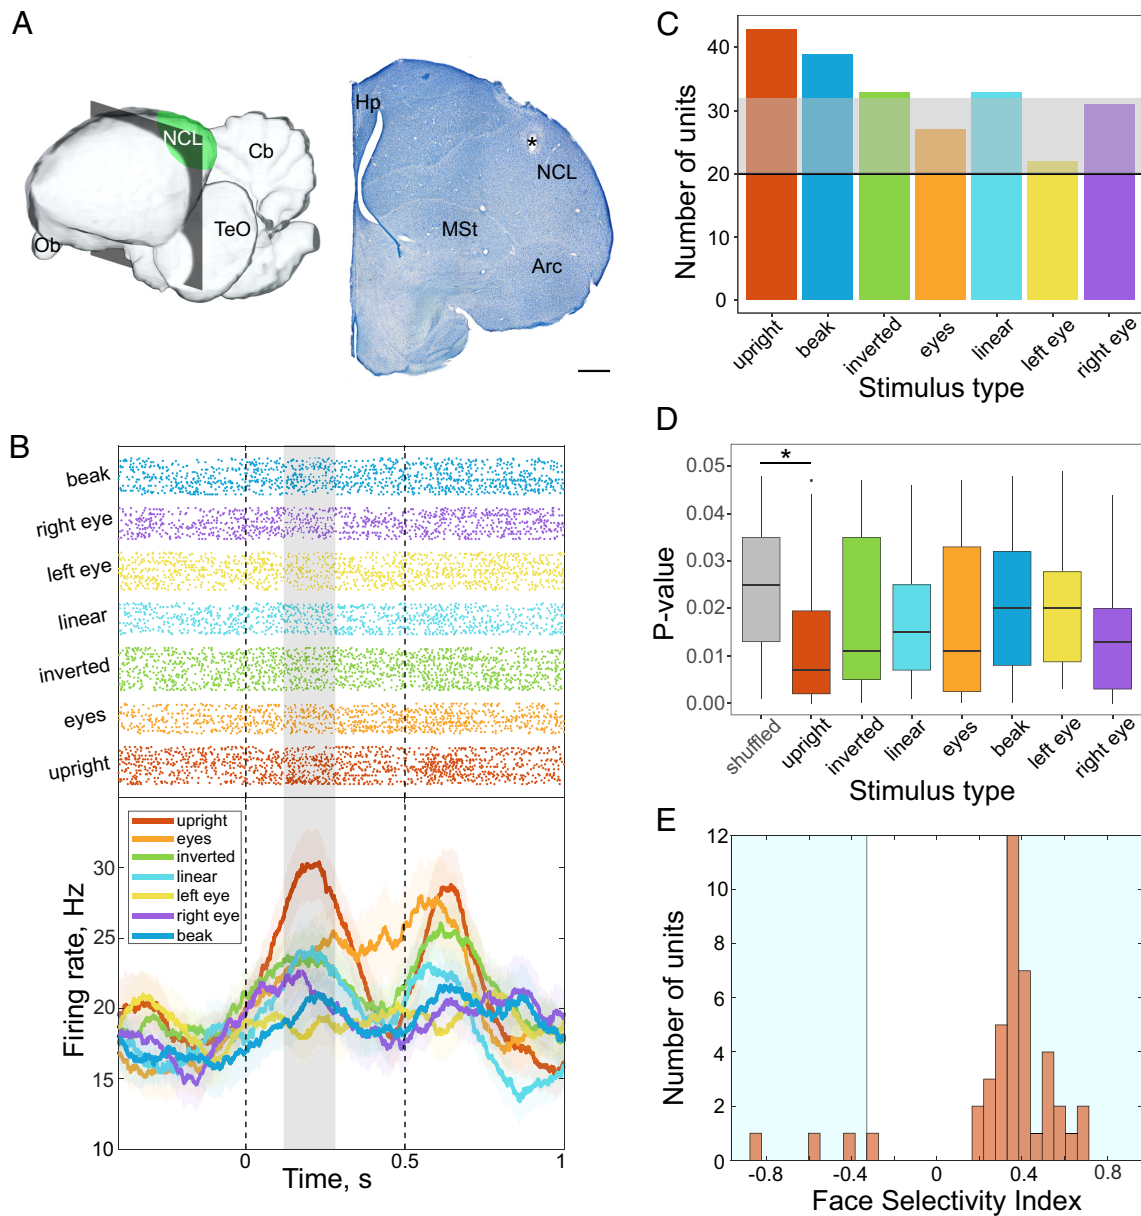 A
NCL
Cb
TeO
Ob
Hp
*
NCL
MSt
Arc
B
beak
right eye
left eye
linear
inverted
eyes
upright
upright
eyes
inverted
linear
left eye
right eye
beak
Firing rate, Hz
30
25
20
15
10
0
0.5
1
Time, s
C
Number of units
40
30
20
10
0
upright
beak
inverted
eyes
linear
left eye
right eye
Stimulus type
D
P-value
0.05
0.04
0.03
0.02
0.01
0.00
*
shuffled
upright
inverted
linear
eyes
beak
left eye
right eye
Stimulus type
E
Number of units
12
10
8
6
4
2
0
-0.8
-0.4
0
0.4
0.8
Face Selectivity Index